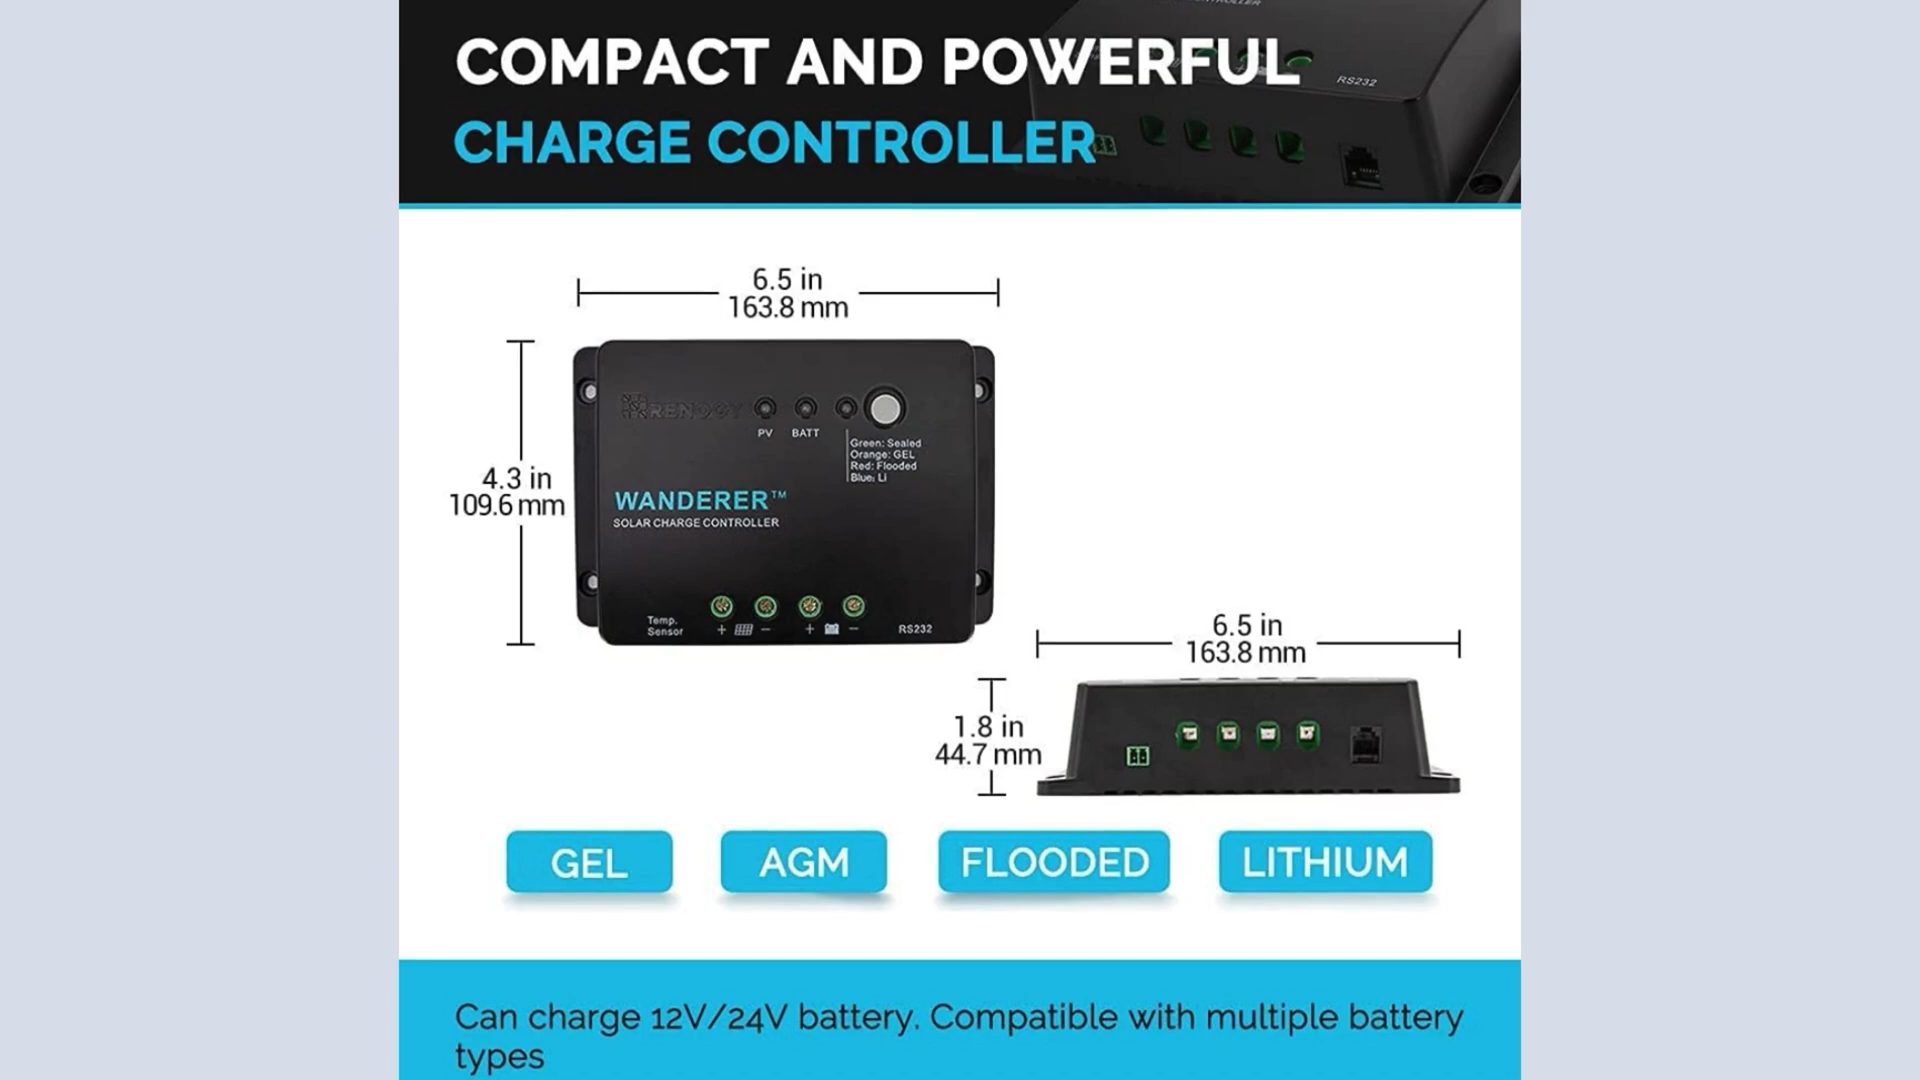 COMPACT AND POWERFUL
CHARGE CONTROLLER
RS232
6.5 in
163.8 mm
4.3 in
109.6 mm
RENOGY
PV
BATT
Green: Sealed
Orange: GEL
Red: Flooded
Blue: Li
WANDERER™
SOLAR CHARGE CONTROLLER
Temp.
Sensor
+ − + −
RS232
6.5 in
163.8 mm
1.8 in
44.7 mm
GEL
AGM
FLOODED
LITHIUM
Can charge 12V/24V battery. Compatible with multiple battery
types